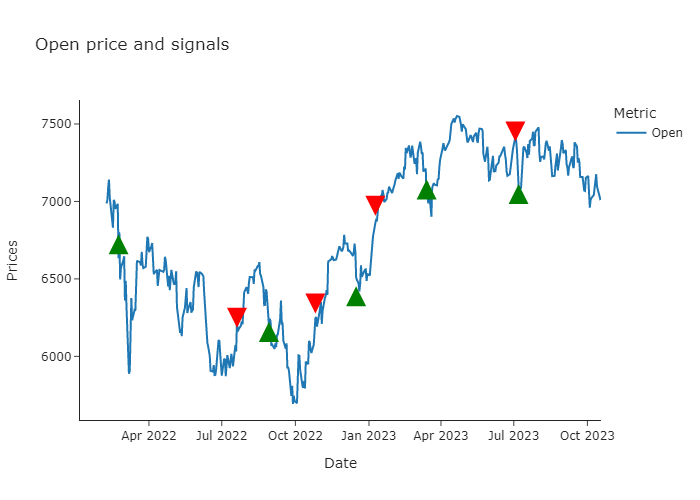 Open price and signals
Metric
Open
7500
7000
6500
6000
Prices
Apr 2022
Jul 2022
Oct 2022
Jan 2023
Apr 2023
Jul 2023
Oct 2023
Date